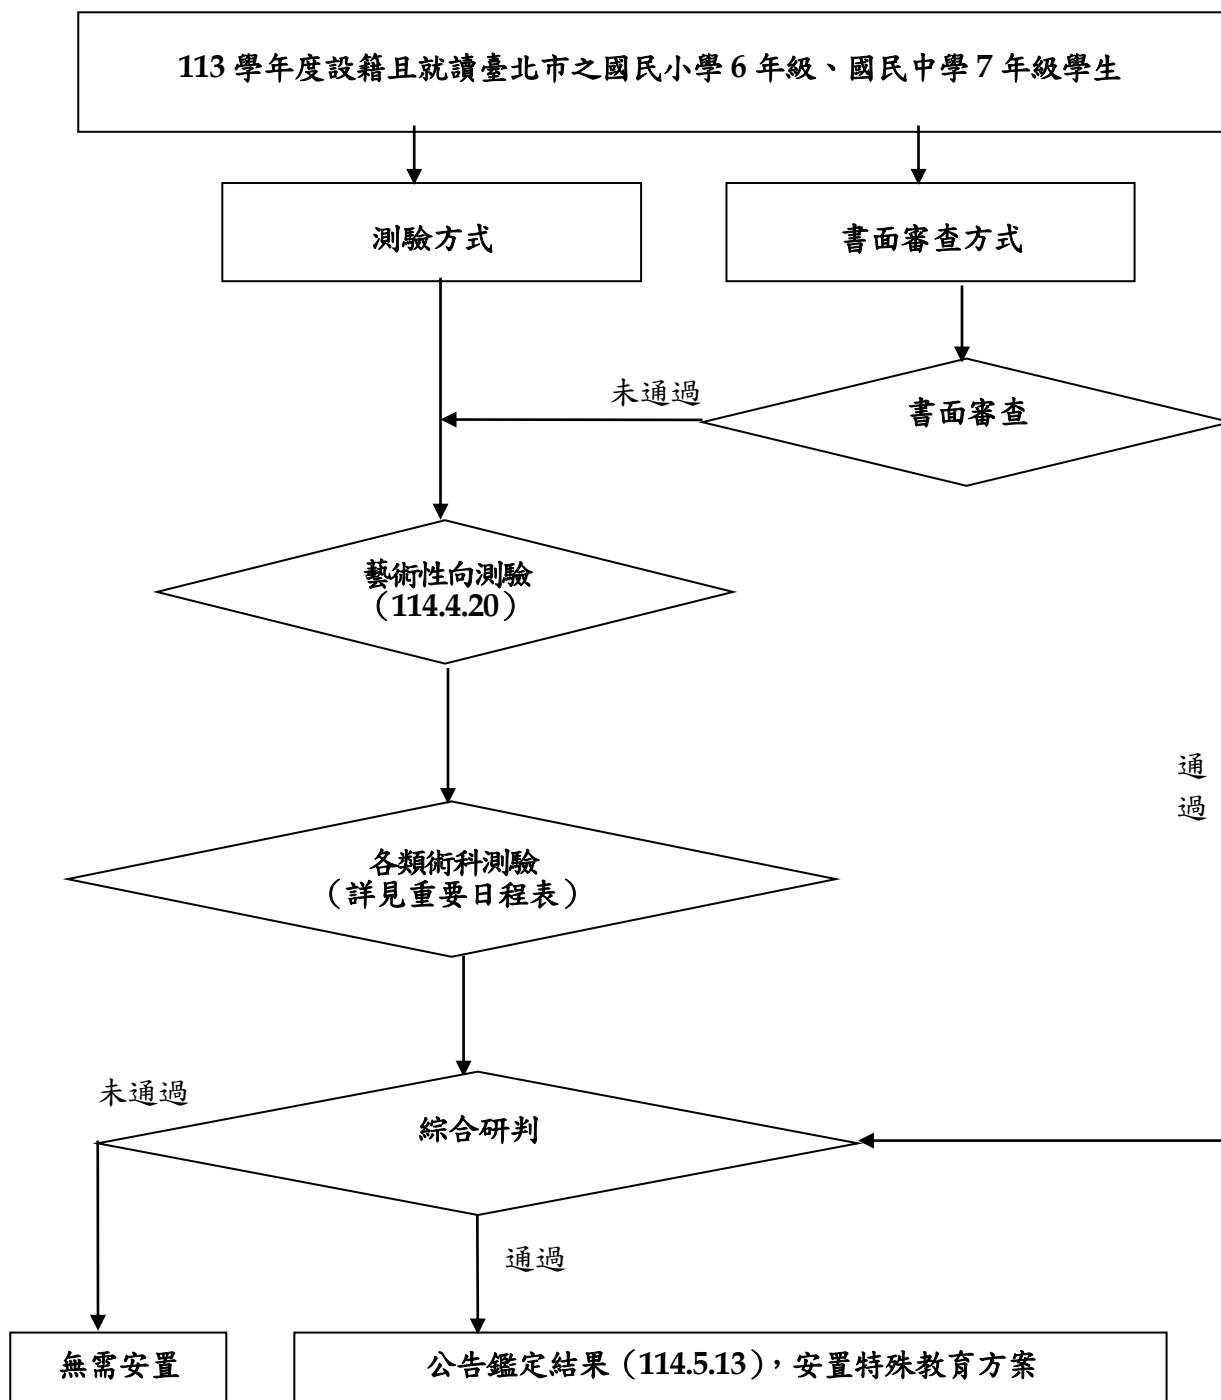 113 學年度設籍且就讀臺北市之國民小學 6 年級、國民中學 7 年級學生
測驗方式
書面審查方式
未通過
書面審查
藝術性向測驗
（114.4.20）
通
過
各類術科測驗
（詳見重要日程表）
未通過
綜合研判
通過
無需安置
公告鑑定結果（114.5.13），安置特殊教育方案